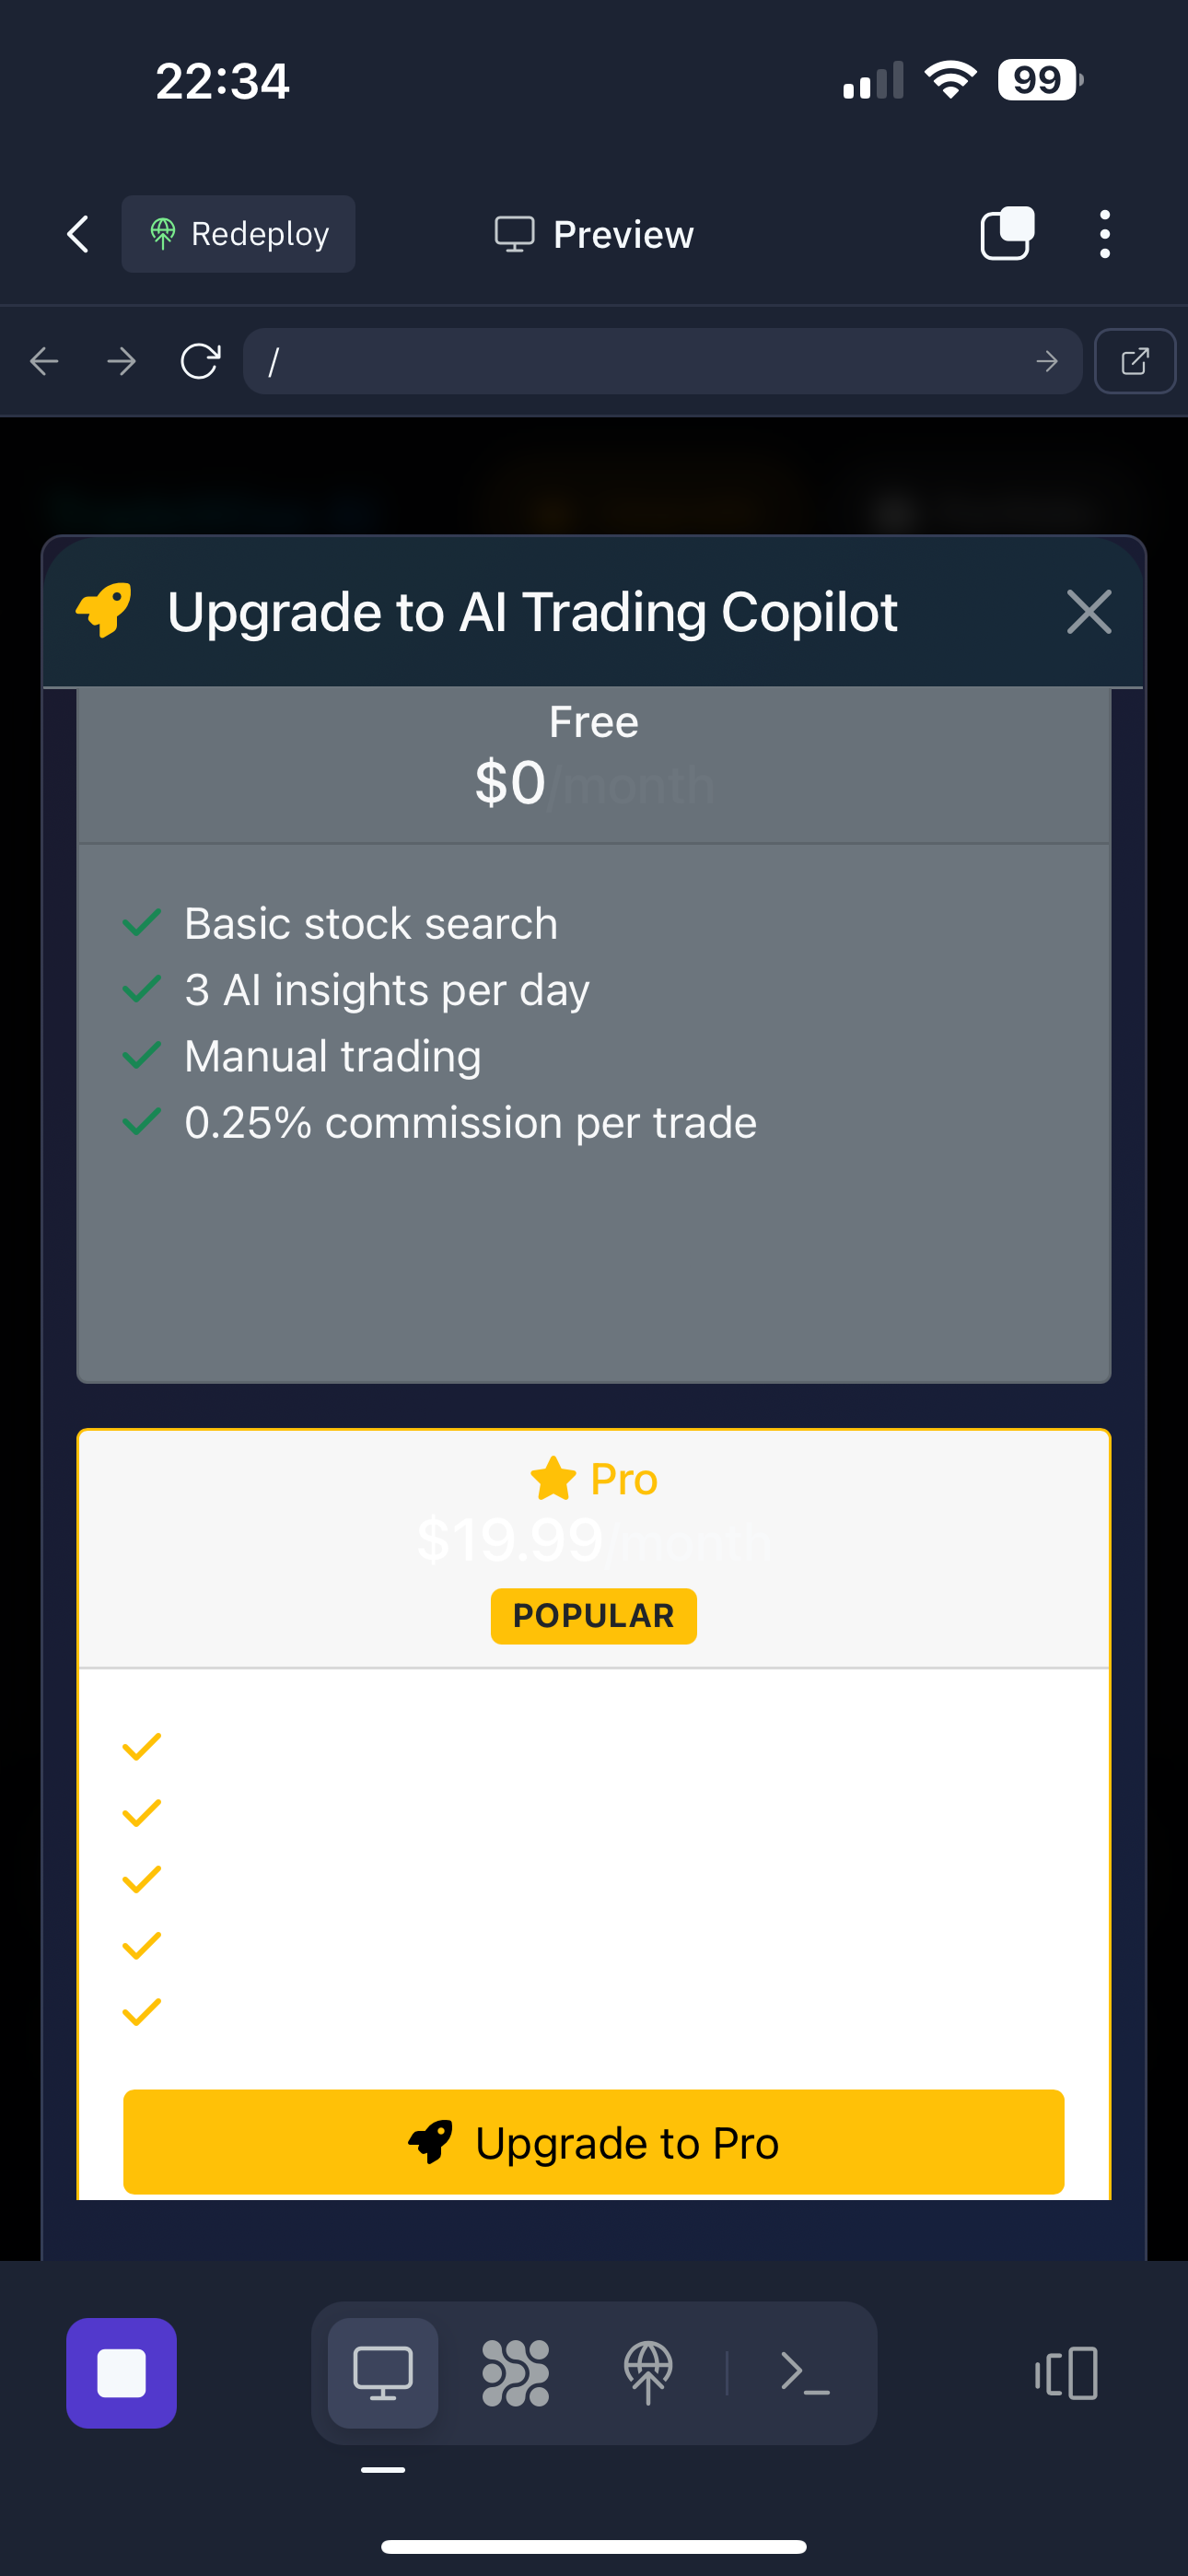 22:34
99
Redeploy
Preview
/
Upgrade to AI Trading Copilot
Free
$0/month
Basic stock search
3 AI insights per day
Manual trading
0.25% commission per trade
Pro
$19.99/month
POPULAR
Upgrade to Pro